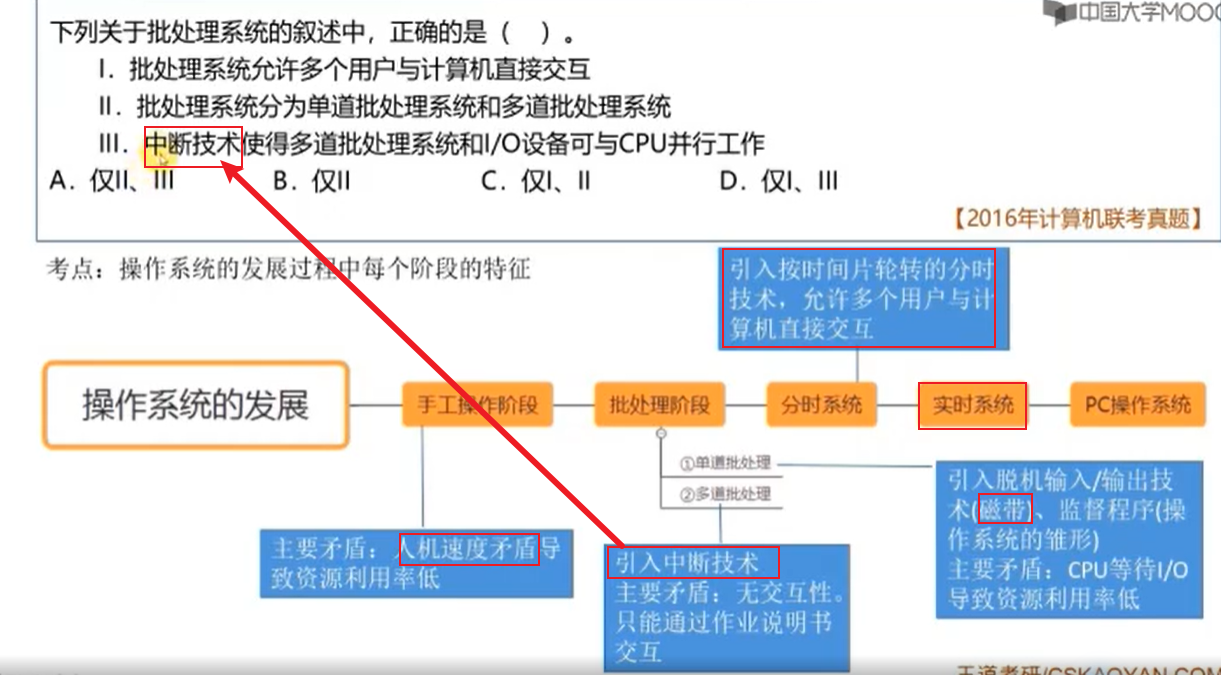 中国大学MOOC
下列关于批处理系统的叙述中，正确的是（　）。
I．批处理系统允许多个用户与计算机直接交互
II．批处理系统分为单道批处理系统和多道批处理系统
III．中断技术使得多道批处理系统和I/O设备可与CPU并行工作
A．仅II、III　B．仅II　C．仅I、II　D．仅I、III
【2016年计算机联考真题】
考点：操作系统的发展过程中每个阶段的特征
引入按时间片轮转的分时
技术，允许多个用户与计
算机直接交互
操作系统的发展
手工操作阶段
批处理阶段
分时系统
实时系统
PC操作系统
①单道批处理
②多道批处理
引入脱机输入/输出技
术(磁带)、监督程序(操
作系统的雏形)
主要矛盾：CPU等待I/O
导致资源利用率低
主要矛盾：人机速度矛盾导
致资源利用率低
引入中断技术
主要矛盾：无交互性。
只能通过作业说明书
交互
王道考研/CSKAOYAN.COM